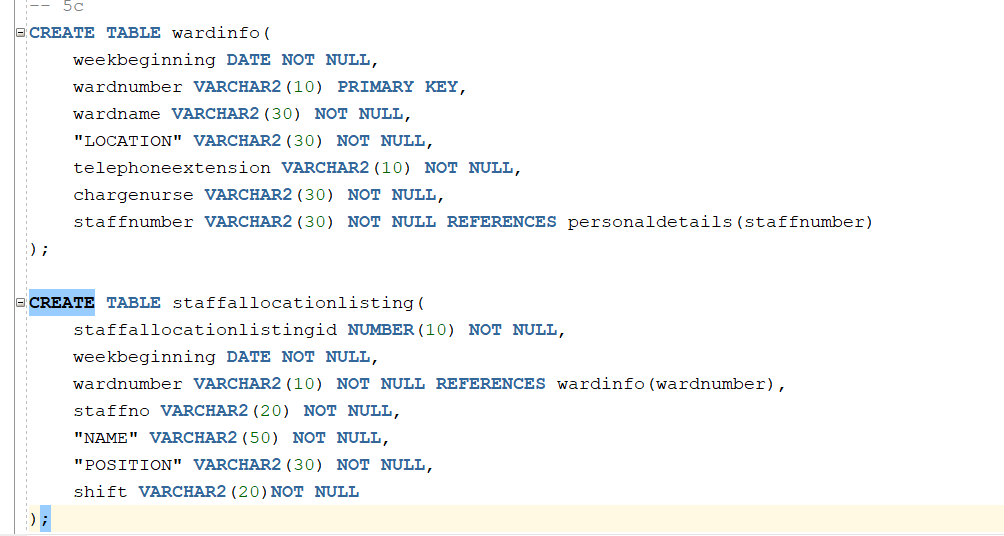 -- 5c
CREATE TABLE wardinfo(
    weekbeginning DATE NOT NULL,
    wardnumber VARCHAR2(10) PRIMARY KEY,
    wardname VARCHAR2(30) NOT NULL,
    "LOCATION" VARCHAR2(30) NOT NULL,
    telephoneextension VARCHAR2(10) NOT NULL,
    chargenurse VARCHAR2(30) NOT NULL,
    staffnumber VARCHAR2(30) NOT NULL REFERENCES personaldetails(staffnumber)
);
CREATE TABLE staffallocationlisting(
    staffallocationlistingid NUMBER(10) NOT NULL,
    weekbeginning DATE NOT NULL,
    wardnumber VARCHAR2(10) NOT NULL REFERENCES wardinfo(wardnumber),
    staffno VARCHAR2(20) NOT NULL,
    "NAME" VARCHAR2(50) NOT NULL,
    "POSITION" VARCHAR2(30) NOT NULL,
    shift VARCHAR2(20)NOT NULL
);